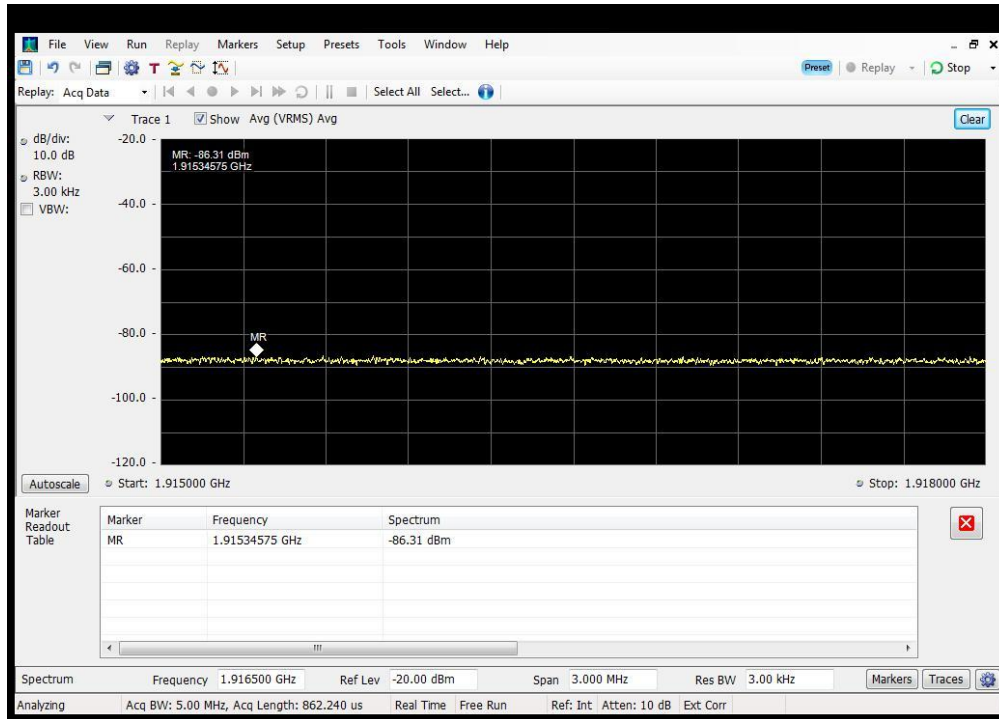 File View Run Replay Markers Setup Presets Tools Window Help
T Preset Replay Stop
Replay: Acq Data Select All Select...
Trace 1 Show Avg (VRMS) Avg Clear
dB/div:
10.0 dB
RBW:
3.00 kHz
VBW:
-20.0
MR: -86.31 dBm
1.91534575 GHz
-40.0
-60.0
-80.0
MR
-100.0
-120.0
Autoscale Start: 1.915000 GHz Stop: 1.918000 GHz
Marker
Readout
Table
Marker Frequency Spectrum
MR 1.91534575 GHz -86.31 dBm
Spectrum Frequency 1.916500 GHz Ref Lev -20.00 dBm Span 3.000 MHz Res BW 3.00 kHz Markers Traces
Analyzing Acq BW: 5.00 MHz, Acq Length: 862.240 us Real Time Free Run Ref: Int Atten: 10 dB Ext Corr